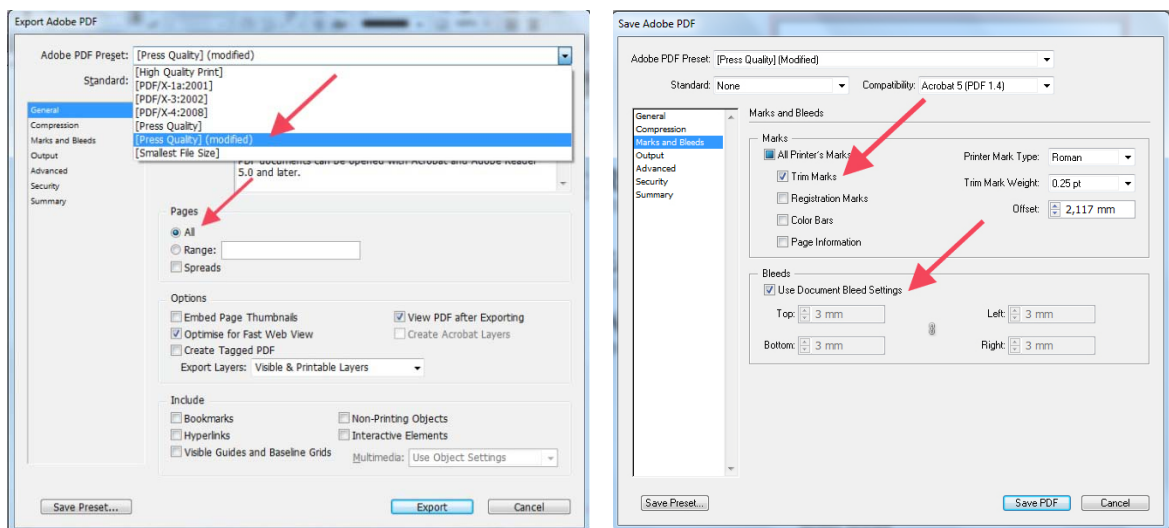 Export Adobe PDF
Adobe PDF Preset: [Press Quality] (modified)
[High Quality Print]
[PDF/X-1a:2001]
Standard:
[PDF/X-3:2002]
[PDF/X-4:2008]
[Press Quality]
[Press Quality] (modified)
[Smallest File Size]
General
Compression
Marks and Bleeds
Output
Advanced
Security
Summary
PDF documents can be opened with Acrobat and Adobe Reader
5.0 and later.
Pages
All
Range:
Spreads
Options
Embed Page Thumbnails View PDF after Exporting
Optimise for Fast Web View Create Acrobat Layers
Create Tagged PDF
Export Layers: Visible & Printable Layers
Include
Bookmarks Non-Printing Objects
Hyperlinks Interactive Elements
Visible Guides and Baseline Grids Multimedia: Use Object Settings
Save Preset... Export Cancel
Save Adobe PDF
Adobe PDF Preset: [Press Quality] (Modified)
Standard: None Compatibility: Acrobat 5 (PDF 1.4)
General
Compression
Marks and Bleeds
Output
Advanced
Security
Summary
Marks and Bleeds
Marks
All Printer's Marks Printer Mark Type: Roman
Trim Marks Trim Mark Weight: 0.25 pt
Registration Marks Offset: 2,117 mm
Color Bars
Page Information
Bleeds
Use Document Bleed Settings
Top: 3 mm Left: 3 mm
Bottom: 3 mm Right: 3 mm
Save Preset... Save PDF Cancel